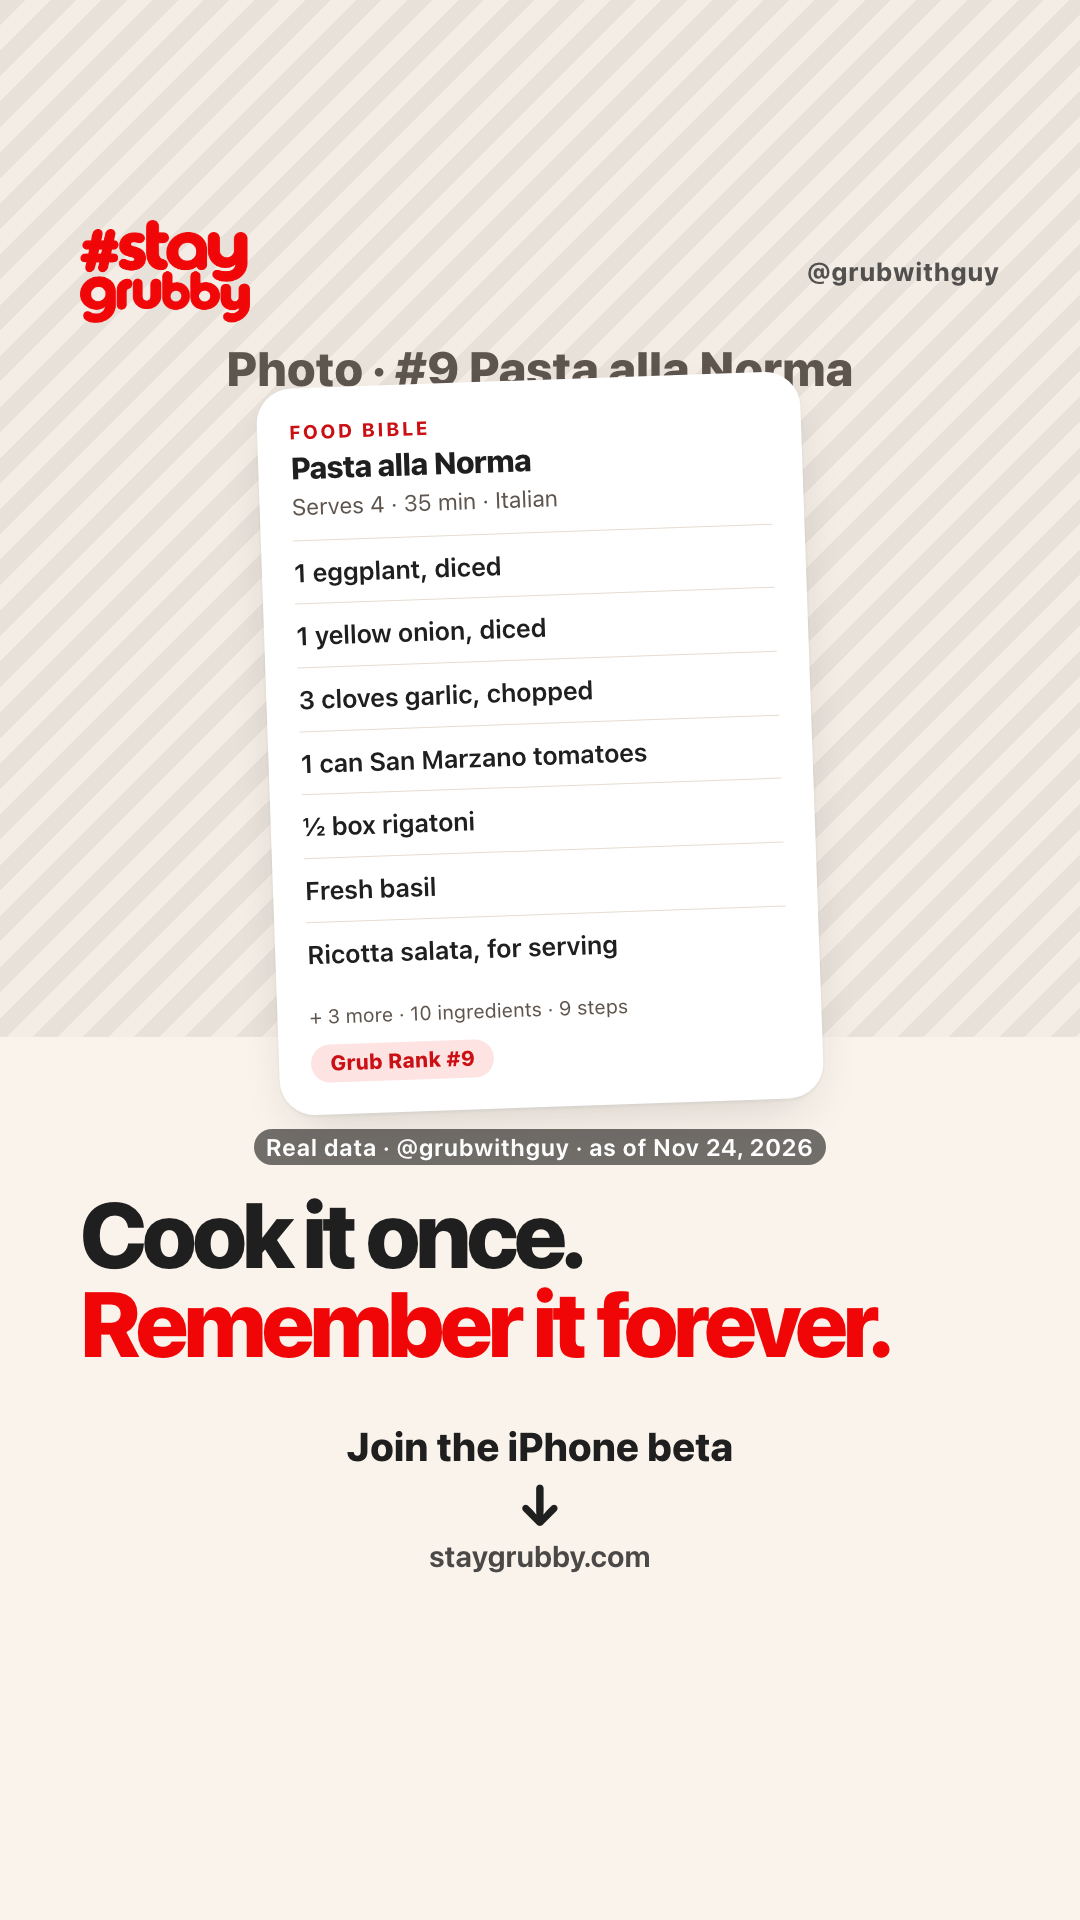 #stay
grubby
@grubwithguy
Photo · #9 Pasta alla Norma
FOOD BIBLE
Pasta alla Norma
Serves 4 · 35 min · Italian
1 eggplant, diced
1 yellow onion, diced
3 cloves garlic, chopped
1 can San Marzano tomatoes
½ box rigatoni
Fresh basil
Ricotta salata, for serving
+ 3 more · 10 ingredients · 9 steps
Grub Rank #9
Real data · @grubwithguy · as of Nov 24, 2026
Cook it once.
Remember it forever.
Join the iPhone beta
↓
staygrubby.com